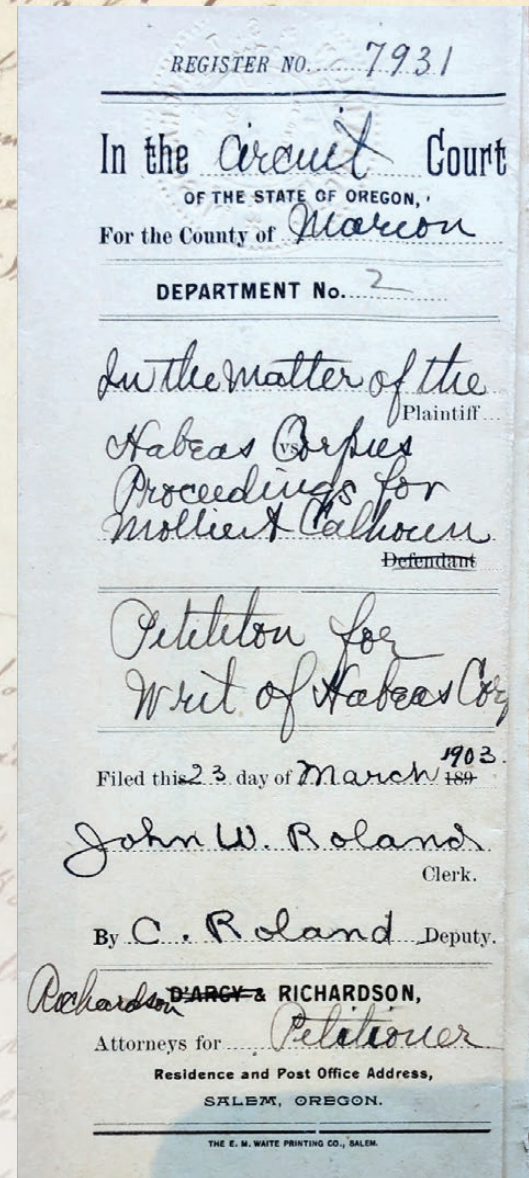 REGISTER NO. 7931
In the Circuit Court
OF THE STATE OF OREGON,
For the County of Marion
DEPARTMENT No. 2
In the Matter of the
Plaintiff
Habeas Corpus
vs
Proceedings for
Mollie A Calhoun
Defendant
Petititon for
Writ of Habeas Corp
Filed this 23 day of March 1903. 189
John W. Roland
Clerk.
By C. Roland Deputy.
Richardson D'ARCY & RICHARDSON,
Attorneys for Petitioner
Residence and Post Office Address,
SALEM, OREGON.
THE E. M. WAITE PRINTING CO., SALEM.